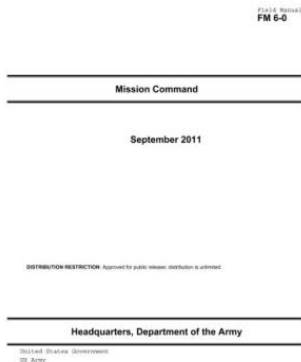 Field Manual
FM 6-0
Mission Command
September 2011
DISTRIBUTION RESTRICTION: Approved for public release; distribution is unlimited.
Headquarters, Department of the Army
United States Government
US Army